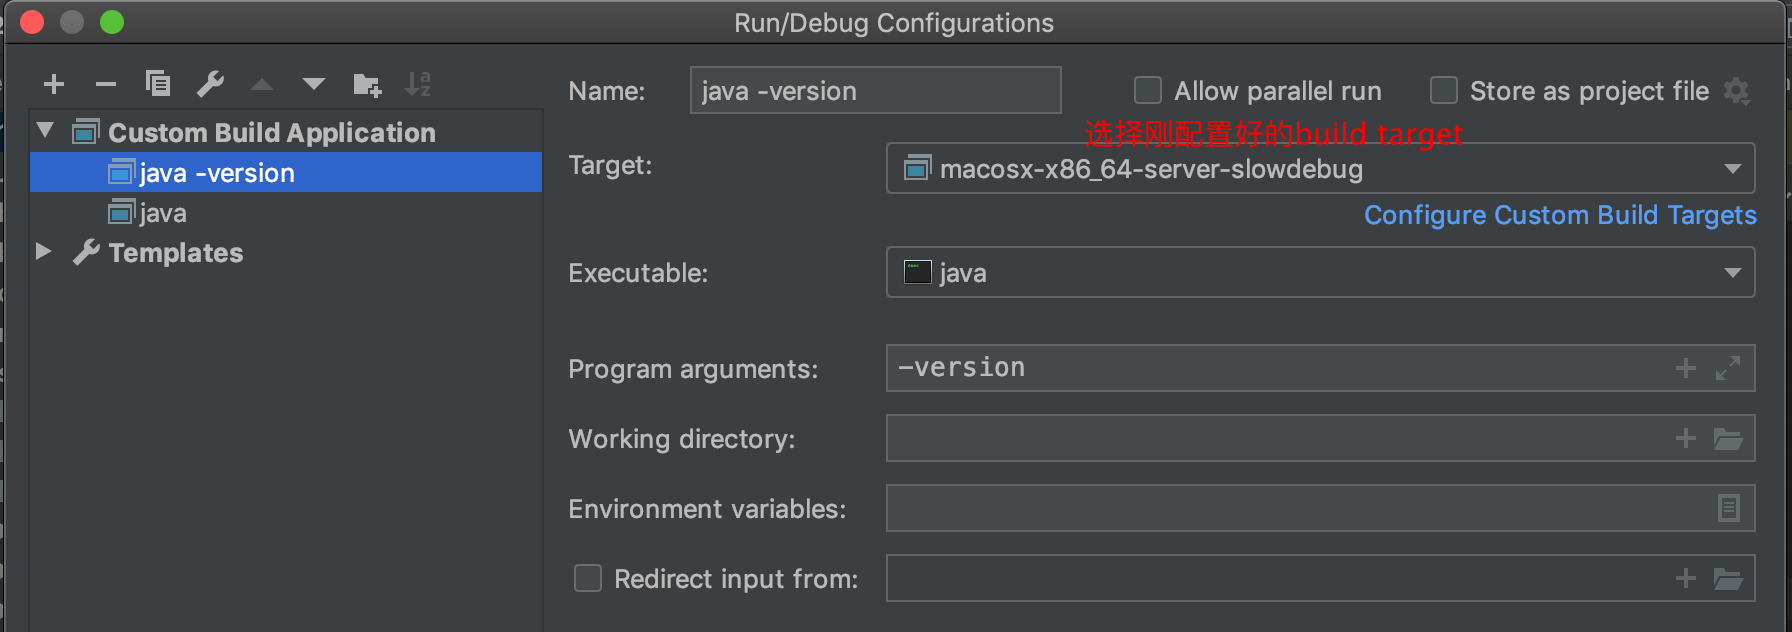 Run/Debug Configurations
Name: java -version Allow parallel run Store as project file
Custom Build Application
java -version
java
Templates
选择刚配置好的build target
Target: macosx-x86_64-server-slowdebug
Configure Custom Build Targets
Executable: java
Program arguments: -version
Working directory:
Environment variables:
Redirect input from: